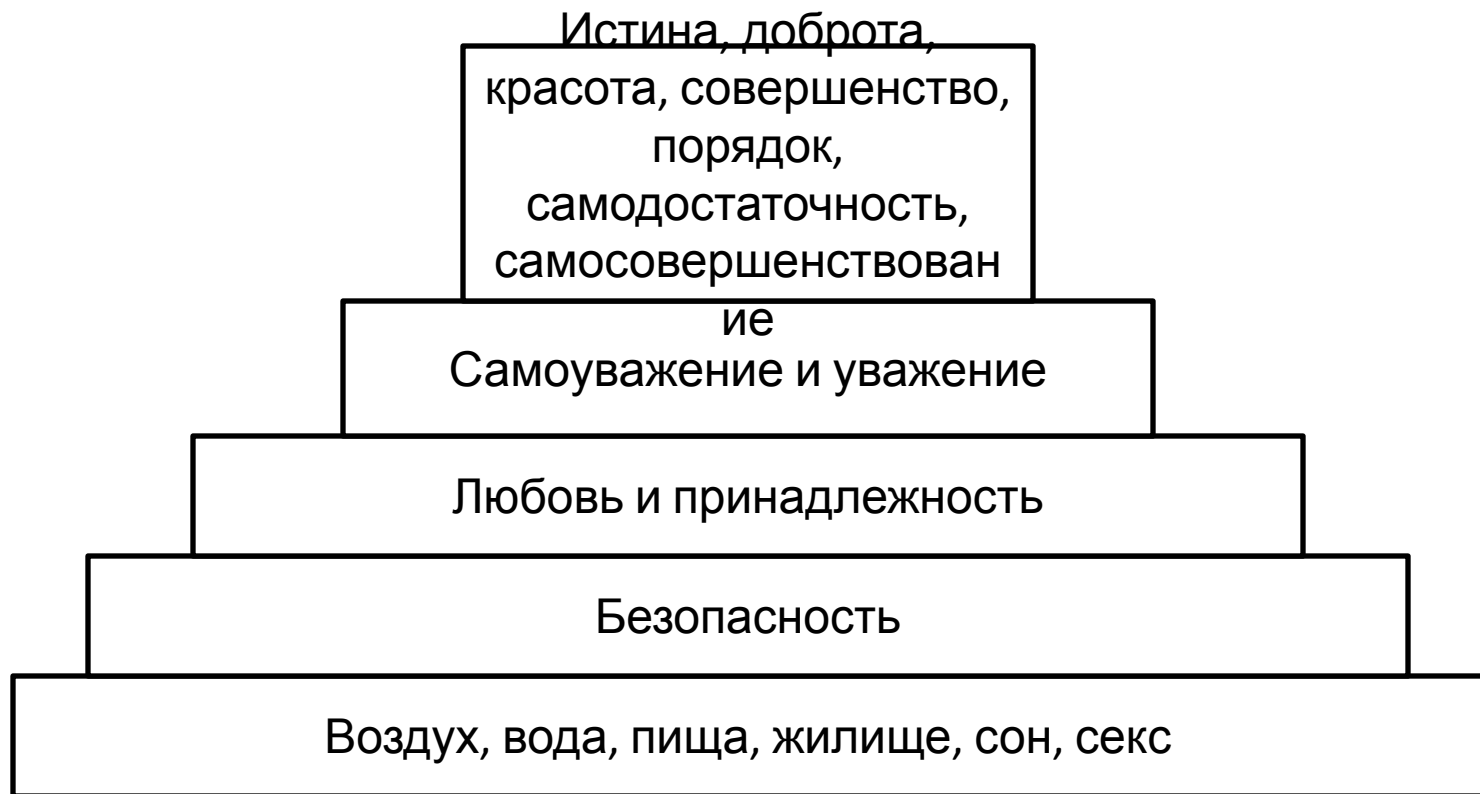 Истина, доброта,
красота, совершенство,
порядок,
самодостаточность,
самосовершенствован
ие
Самоуважение и уважение
Любовь и принадлежность
Безопасность
Воздух, вода, пища, жилище, сон, секс